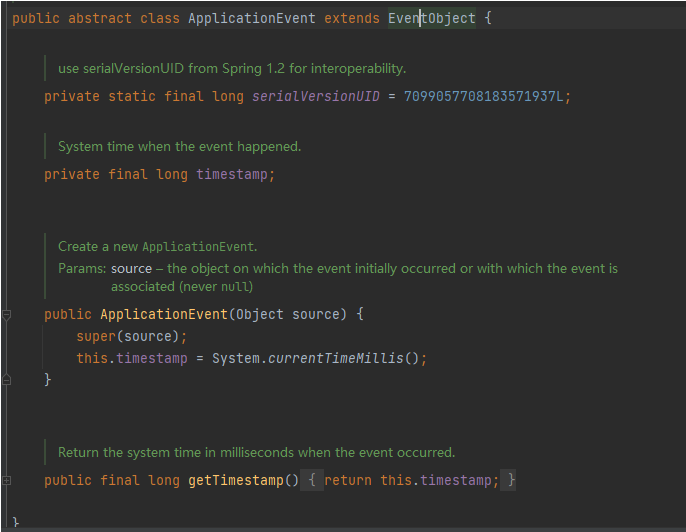 public abstract class ApplicationEvent extends EventObject {
use serialVersionUID from Spring 1.2 for interoperability.
private static final long serialVersionUID = 7099057708183571937L;
System time when the event happened.
private final long timestamp;
Create a new ApplicationEvent.
Params: source – the object on which the event initially occurred or with which the event is
associated (never null)
public ApplicationEvent(Object source) {
super(source);
this.timestamp = System.currentTimeMillis();
}
Return the system time in milliseconds when the event occurred.
public final long getTimestamp() { return this.timestamp; }
}